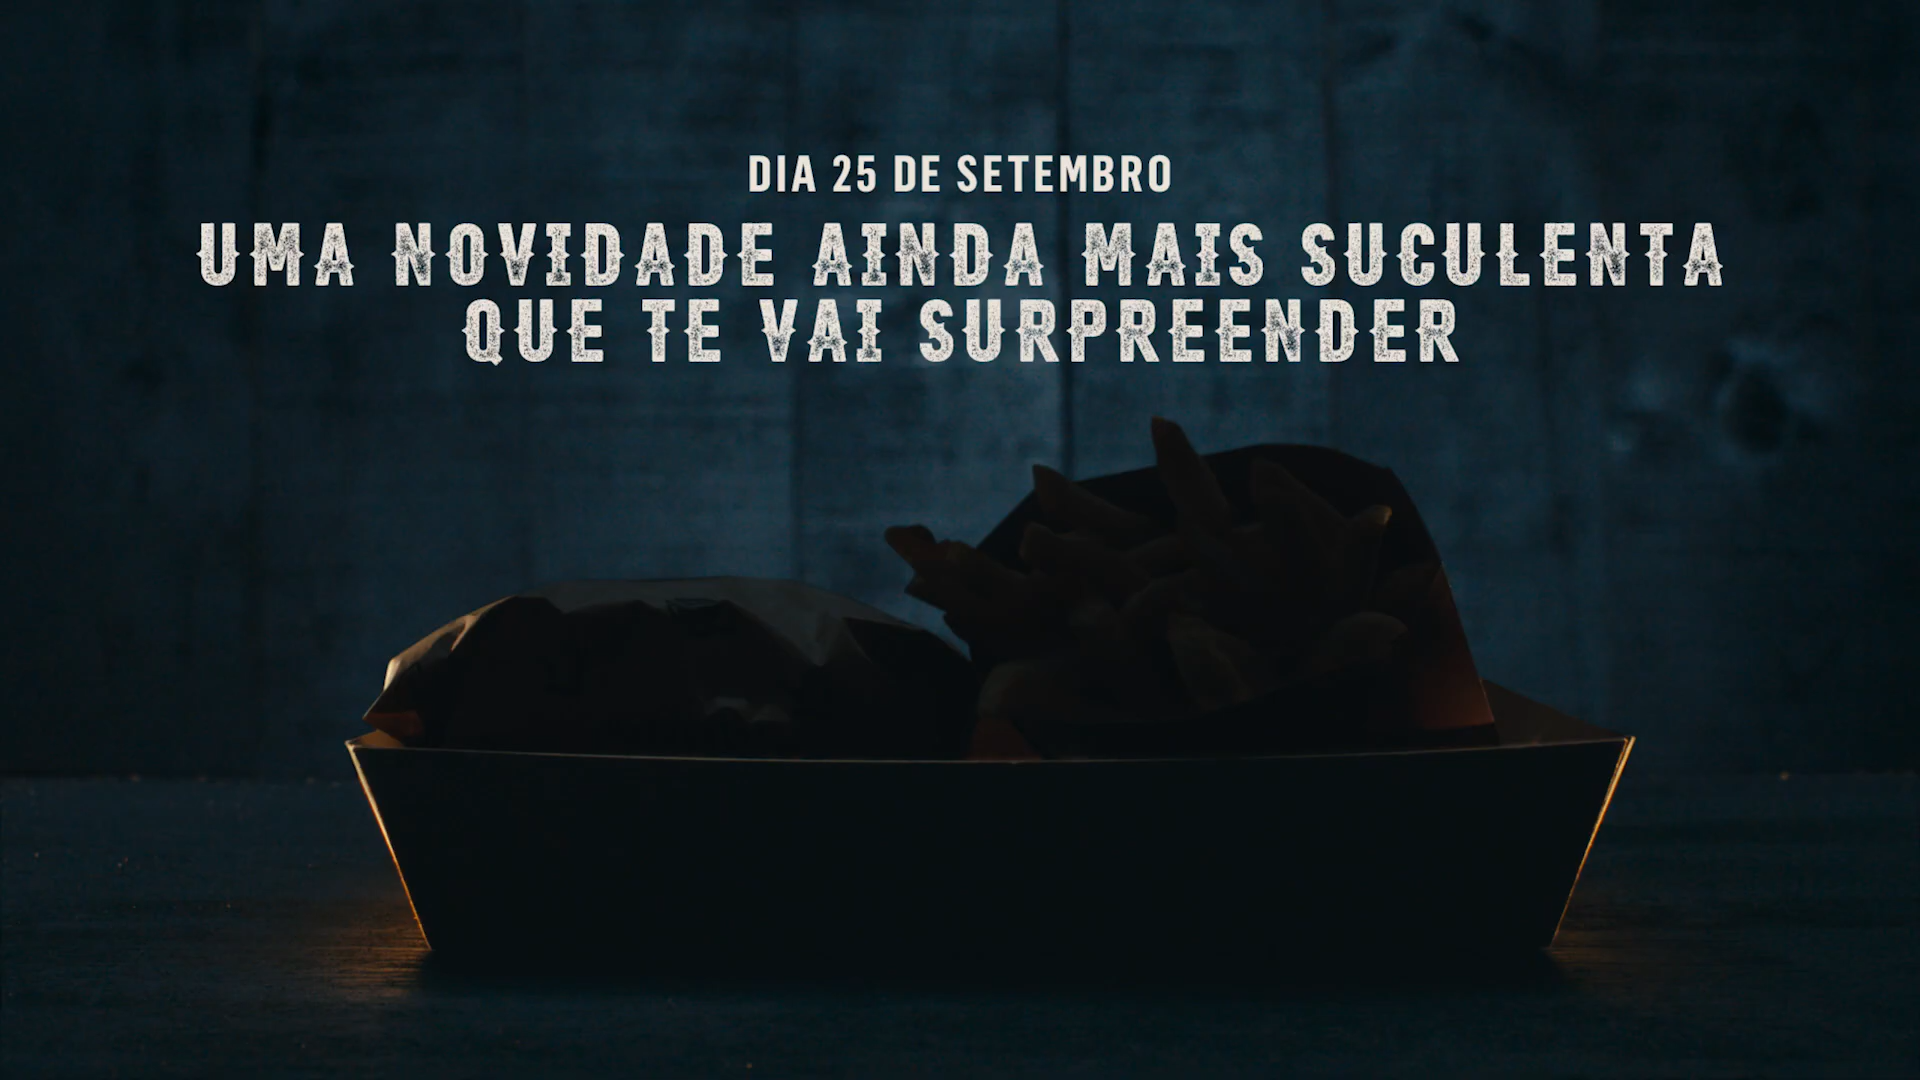 DIA 25 DE SETEMBRO
UMA NOVIDADE AINDA MAIS SUCULENTA
QUE TE VAI SURPREENDER